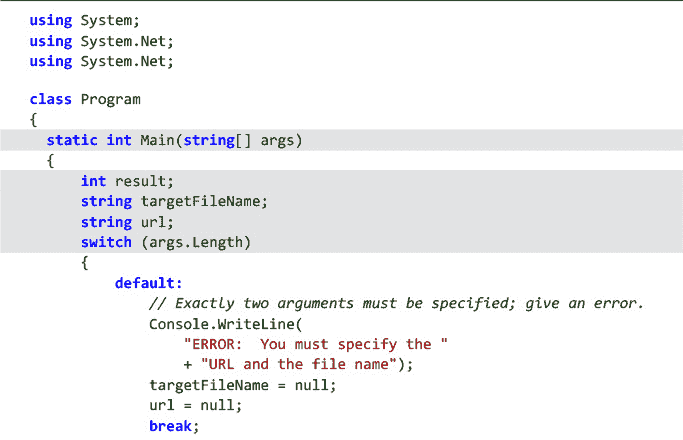 using System;
using System.Net;
using System.Net;
class Program
{
static int Main(string[] args)
{
int result;
string targetFileName;
string url;
switch (args.Length)
{
default:
// Exactly two arguments must be specified; give an error.
Console.WriteLine(
"ERROR:  You must specify the "
+ "URL and the file name");
targetFileName = null;
url = null;
break;